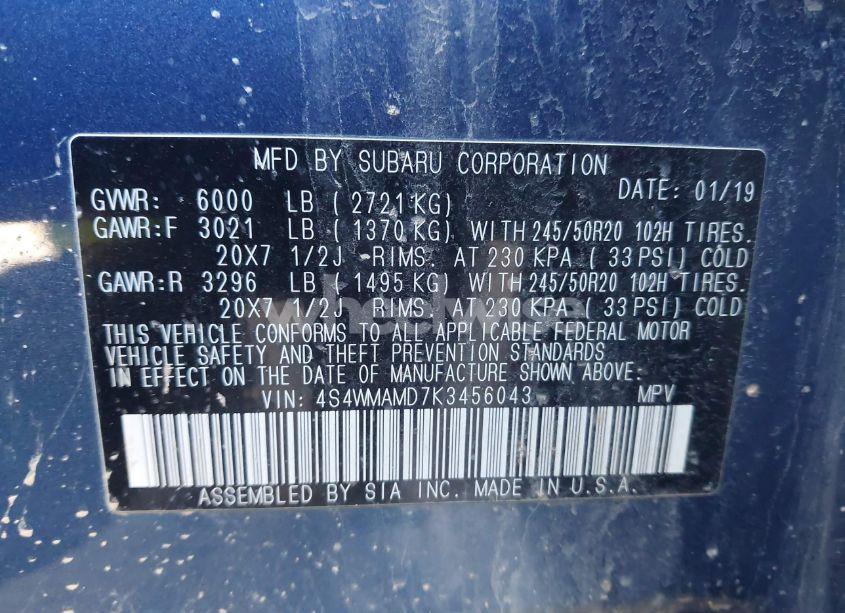 MFD BY SUBARU CORPORATION
DATE: 01/19
GVWR: 6000 LB ( 2721 KG)
GAWR:F 3021 LB ( 1370 KG) WITH 245/50R20 102H TIRES.
20X7 1/2J RIMS. AT 230 KPA ( 33 PSI) COLD
GAWR:R 3296 LB ( 1495 KG) WITH 245/50R20 102H TIRES.
20X7 1/2J RIMS. AT 230 KPA ( 33 PSI) COLD
wheelwise
THIS VEHICLE CONFORMS TO ALL APPLICABLE FEDERAL MOTOR
VEHICLE SAFETY AND THEFT PREVENTION STANDARDS
IN EFFECT ON THE DATE OF MANUFACTURE SHOWN ABOVE.
VIN: 4S4WMAMD7K3456043 MPV
ASSEMBLED BY SIA INC. MADE IN U.S.A.